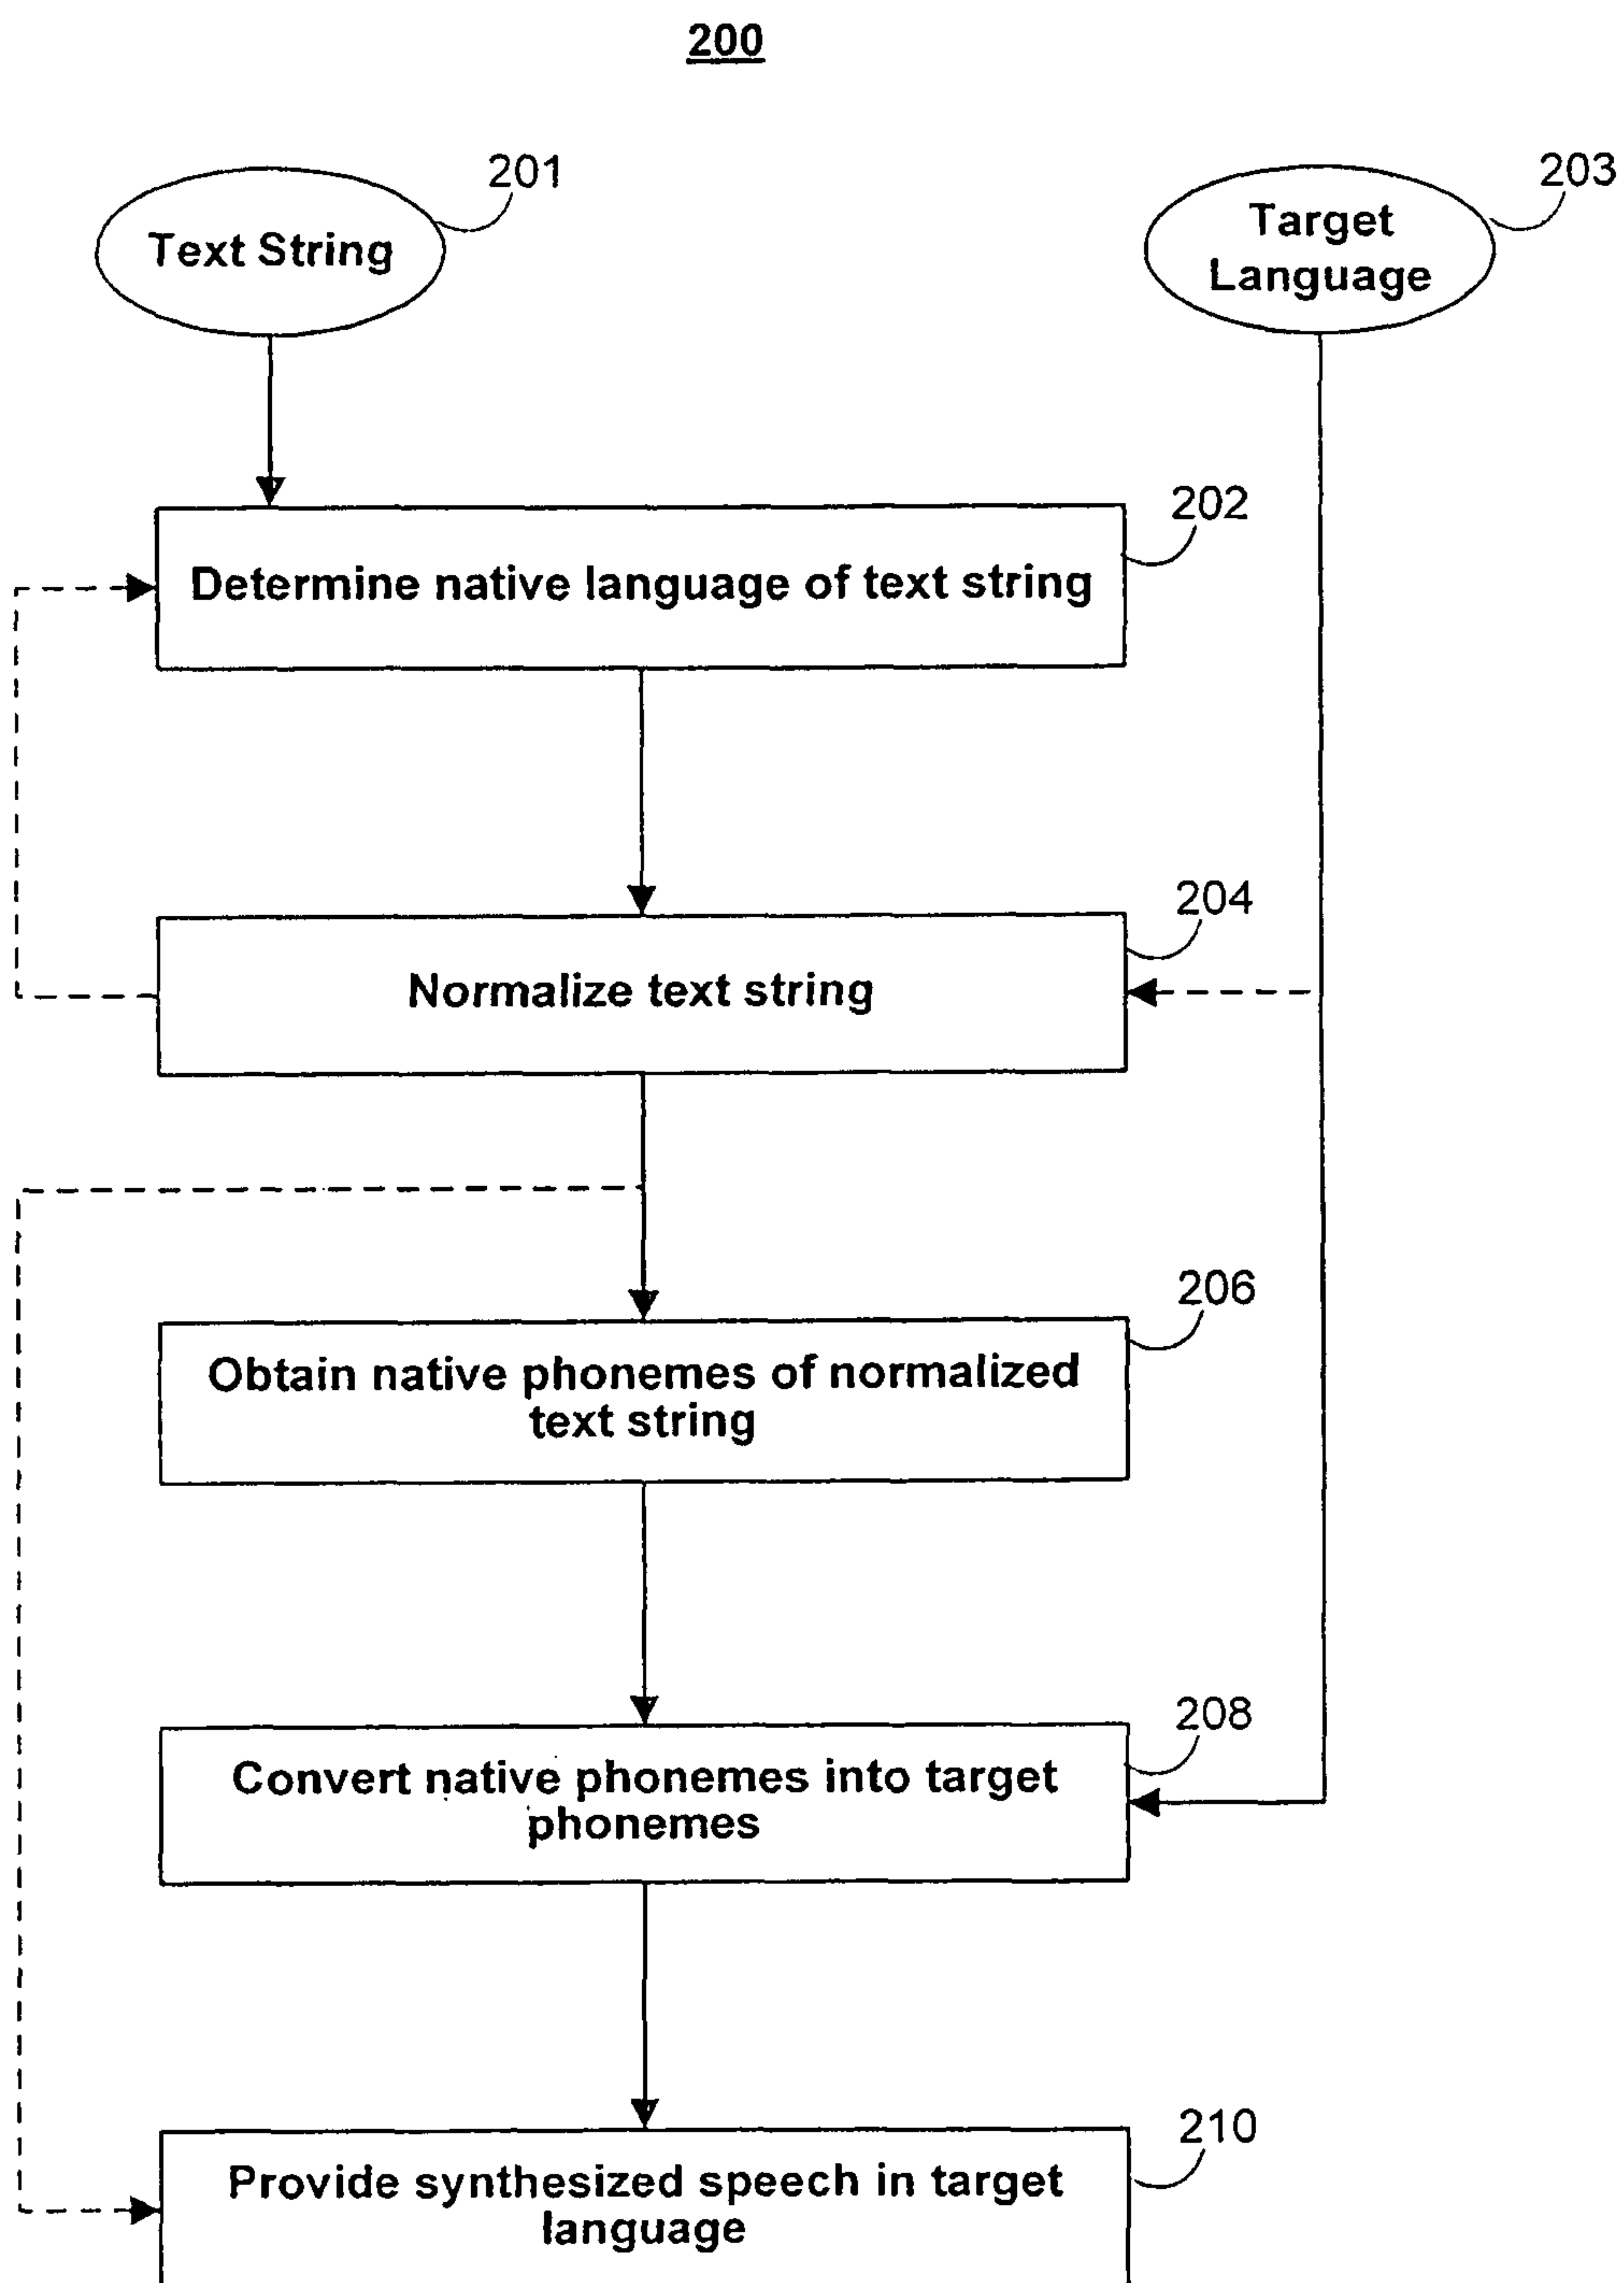 200
201
Text String
203
Target
Language
202
Determine native language of text string
204
Normalize text string
206
Obtain native phonemes of normalized
text string
208
Convert native phonemes into target
phonemes
210
Provide synthesized speech in target
language